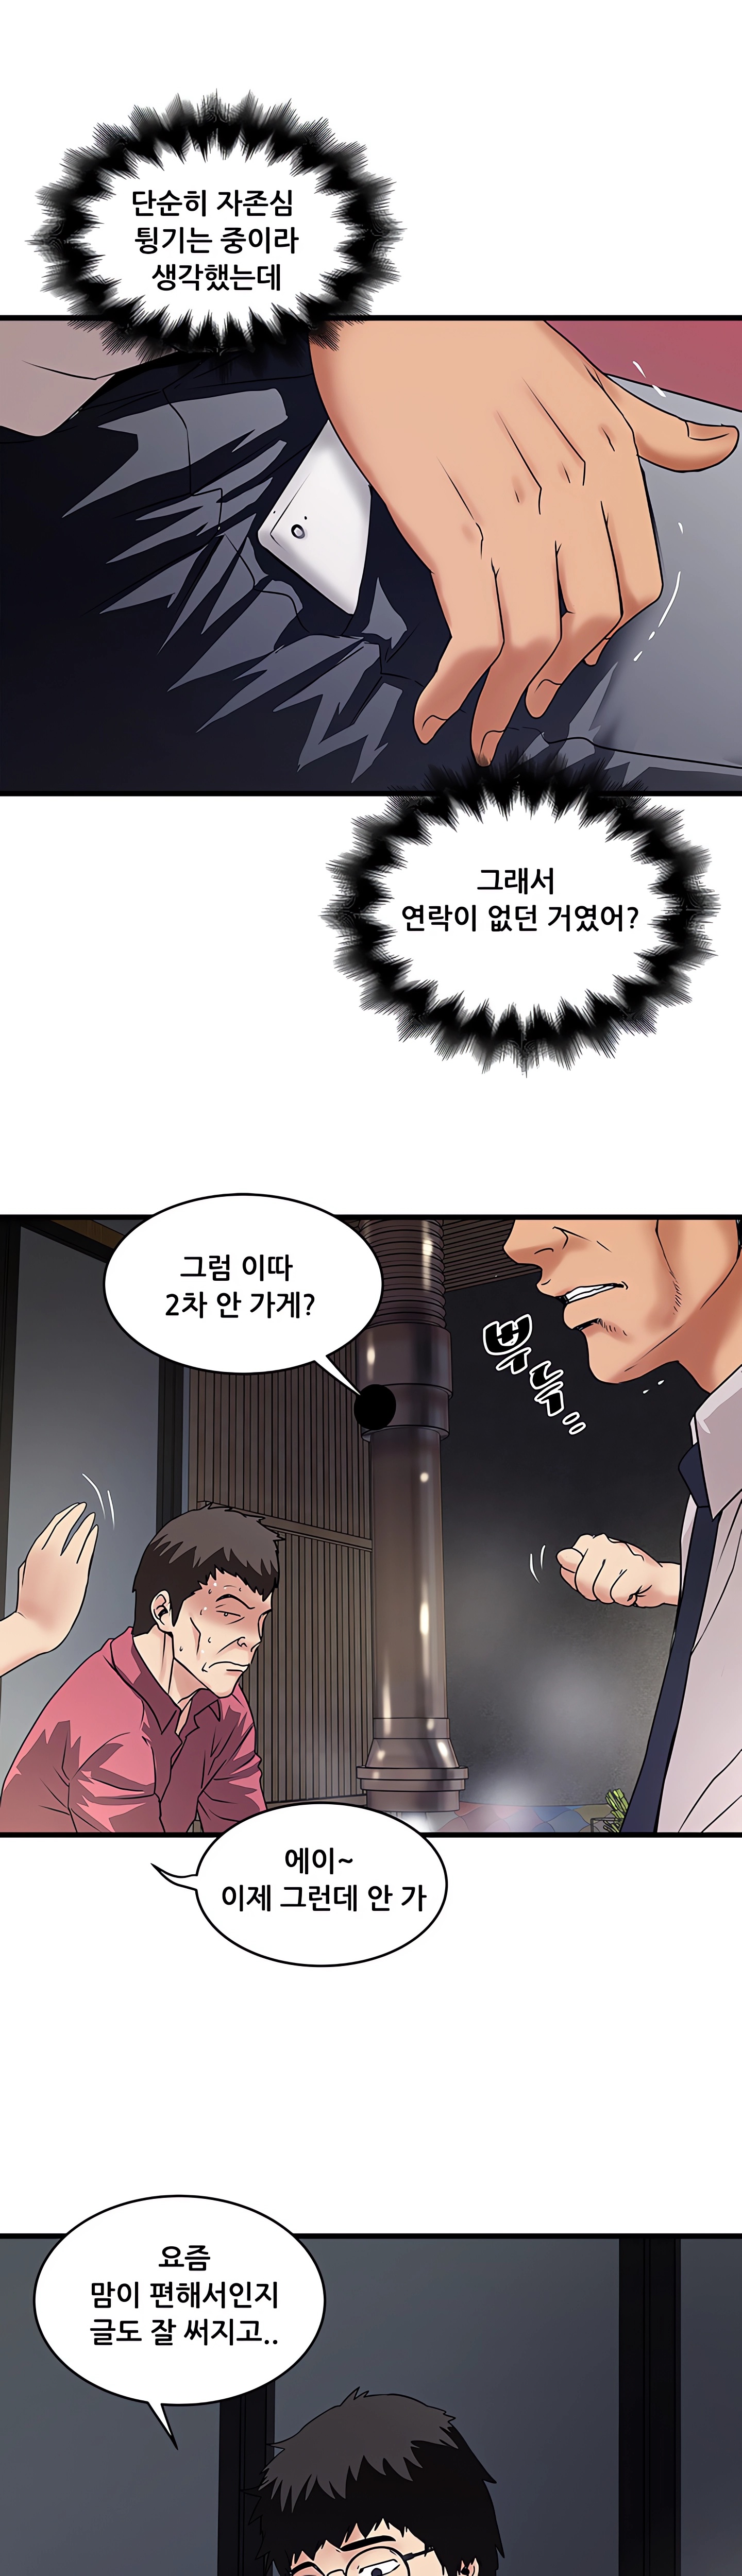 단순히 자존심
튕기는 중이라
생각했는데
그래서
연락이 없던 거였어?
그럼 이따
2차 안 가게?
뿌득
에이~
이제 그런데 안 가
요즘
맘이 편해서인지
글도 잘 써지고..